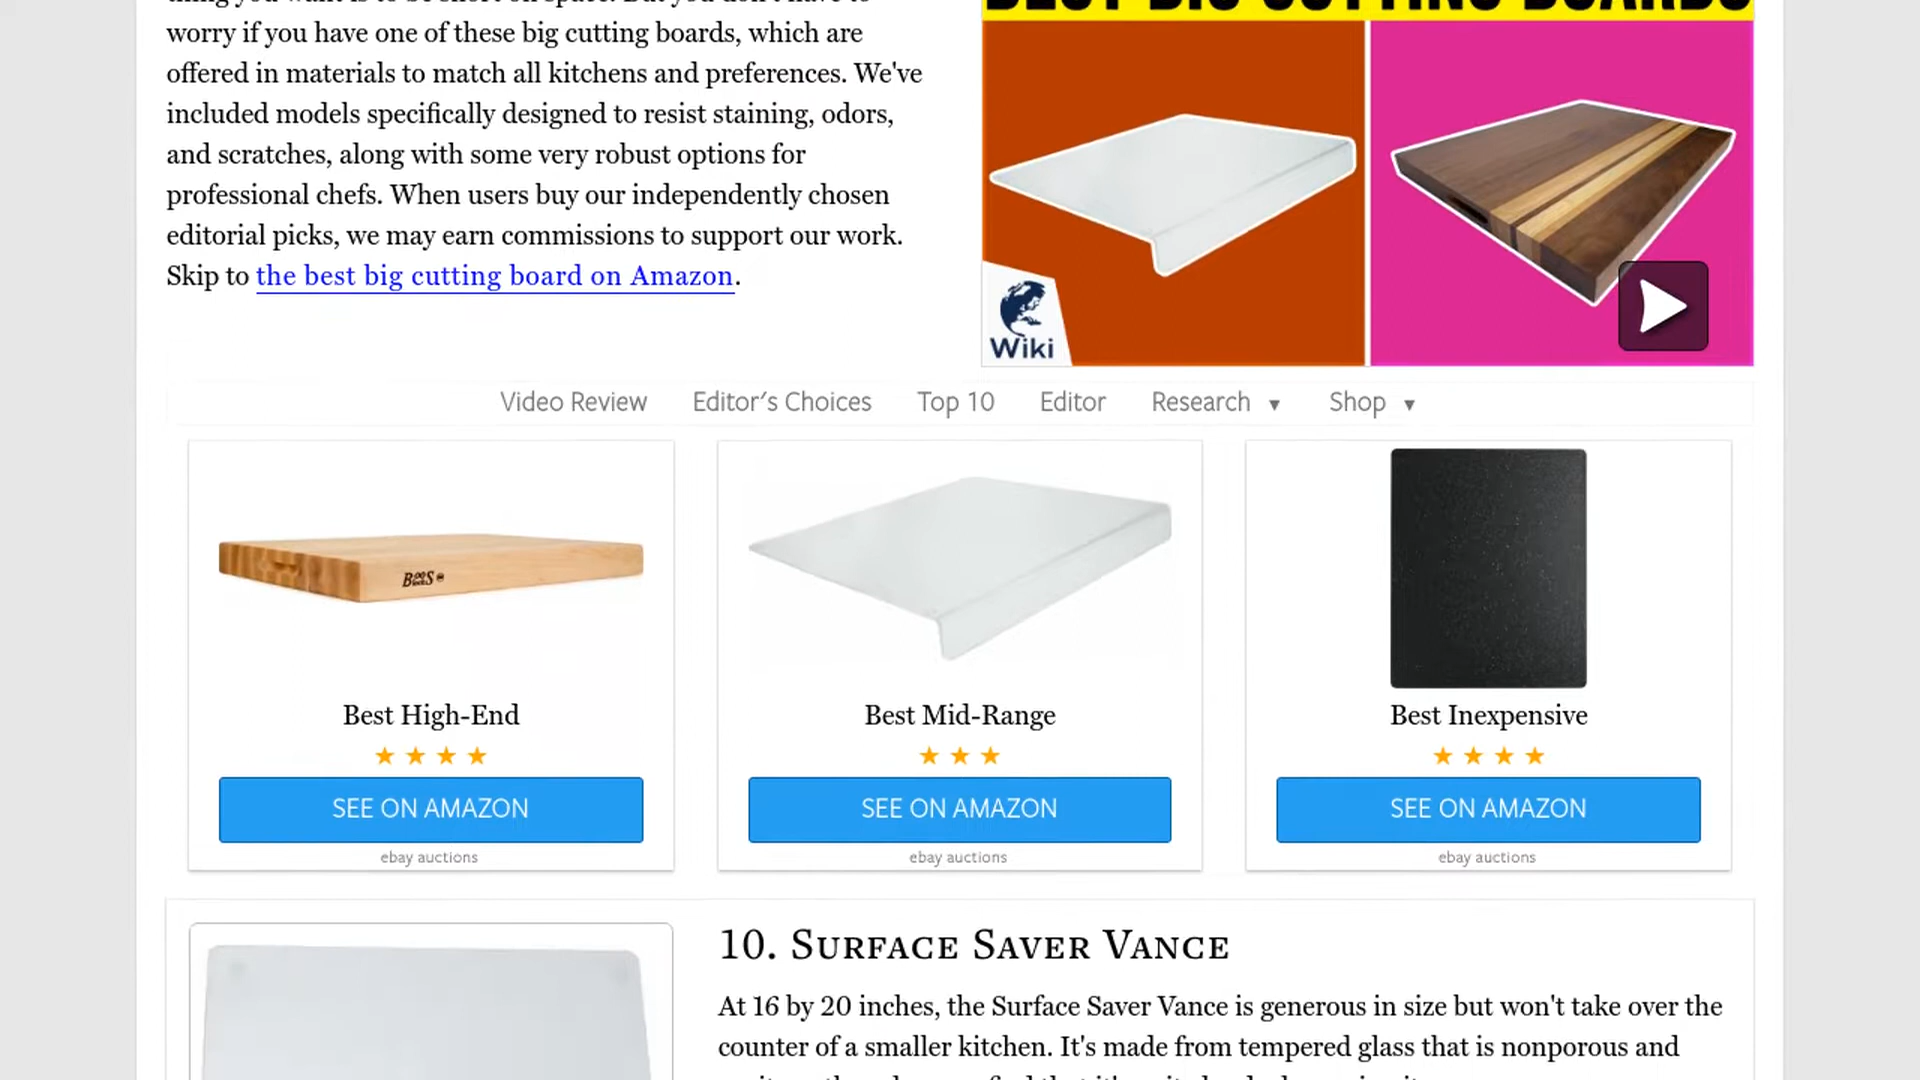 worry if you have one of these big cutting boards, which are
offered in materials to match all kitchens and preferences. We've
included models specifically designed to resist staining, odors,
and scratches, along with some very robust options for
professional chefs. When users buy our independently chosen
editorial picks, we may earn commissions to support our work.
Skip to the best big cutting board on Amazon.
BEST BIG CUTTING BOARDS
Wiki
Video Review Editor's Choices Top 10 Editor Research ▼ Shop ▼
BOOS
Best High-End
★ ★ ★ ★
SEE ON AMAZON
ebay auctions
Best Mid-Range
★ ★ ★
SEE ON AMAZON
ebay auctions
Best Inexpensive
★ ★ ★ ★
SEE ON AMAZON
ebay auctions
10. Surface Saver Vance
At 16 by 20 inches, the Surface Saver Vance is generous in size but won't take over the
counter of a smaller kitchen. It's made from tempered glass that is nonporous and